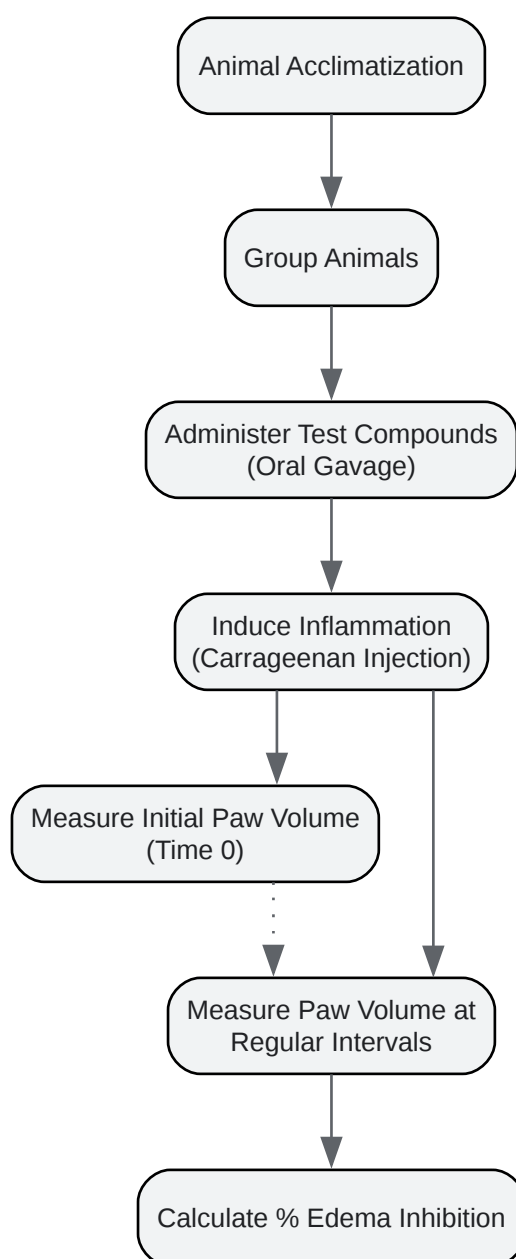 Animal Acclimatization
Group Animals
Administer Test Compounds
(Oral Gavage)
Induce Inflammation
(Carrageenan Injection)
Measure Initial Paw Volume
(Time 0)
Measure Paw Volume at
Regular Intervals
Calculate % Edema Inhibition